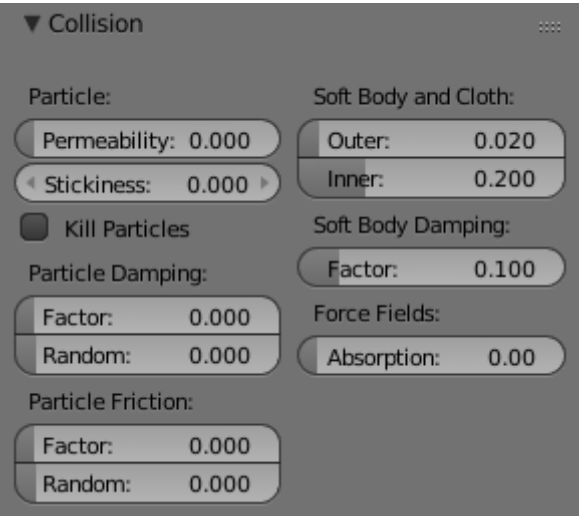 Collision
Particle:
Permeability: 0.000
Stickiness: 0.000
Kill Particles
Particle Damping:
Factor: 0.000
Random: 0.000
Particle Friction:
Factor: 0.000
Random: 0.000
Soft Body and Cloth:
Outer: 0.020
Inner: 0.200
Soft Body Damping:
Factor: 0.100
Force Fields:
Absorption: 0.00